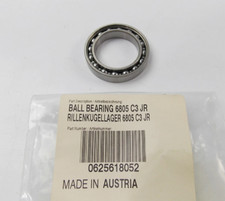 BALL BEARING 6805 C3 JR
RILLENKUGELLAGER 6805 C3 JR
0625618052
MADE IN AUSTRIA